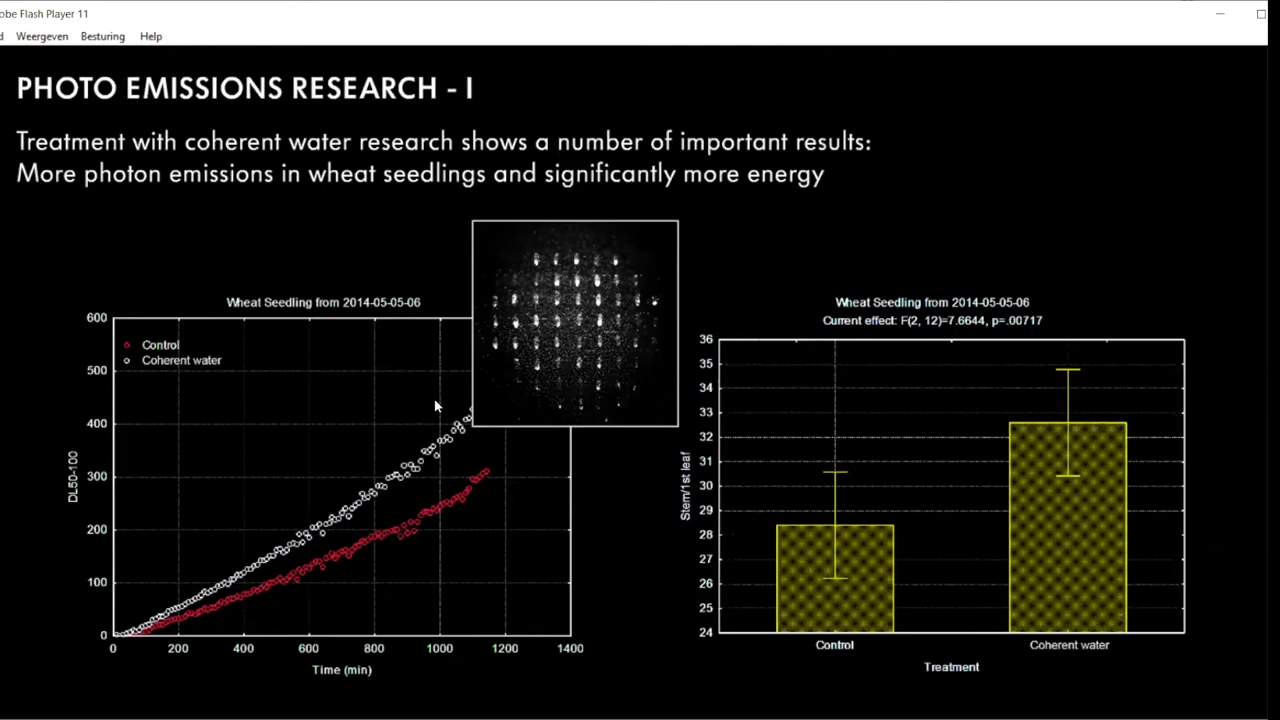 obe Flash Player 11
d Weergeven Besturing Help
PHOTO EMISSIONS RESEARCH - I
Treatment with coherent water research shows a number of important results:
More photon emissions in wheat seedlings and significantly more energy
Wheat Seedling from 2014-05-05-06
Control
Coherent water
600
500
400
300
200
100
0
0 200 400 600 800 1000 1200 1400
DL50-100
Time (min)
Wheat Seedling from 2014-05-05-06
Current effect: F(2, 12)=7.6644, p=.00717
36
35
34
33
32
31
30
29
28
27
26
25
24
Stem/1st leaf
Control Coherent water
Treatment